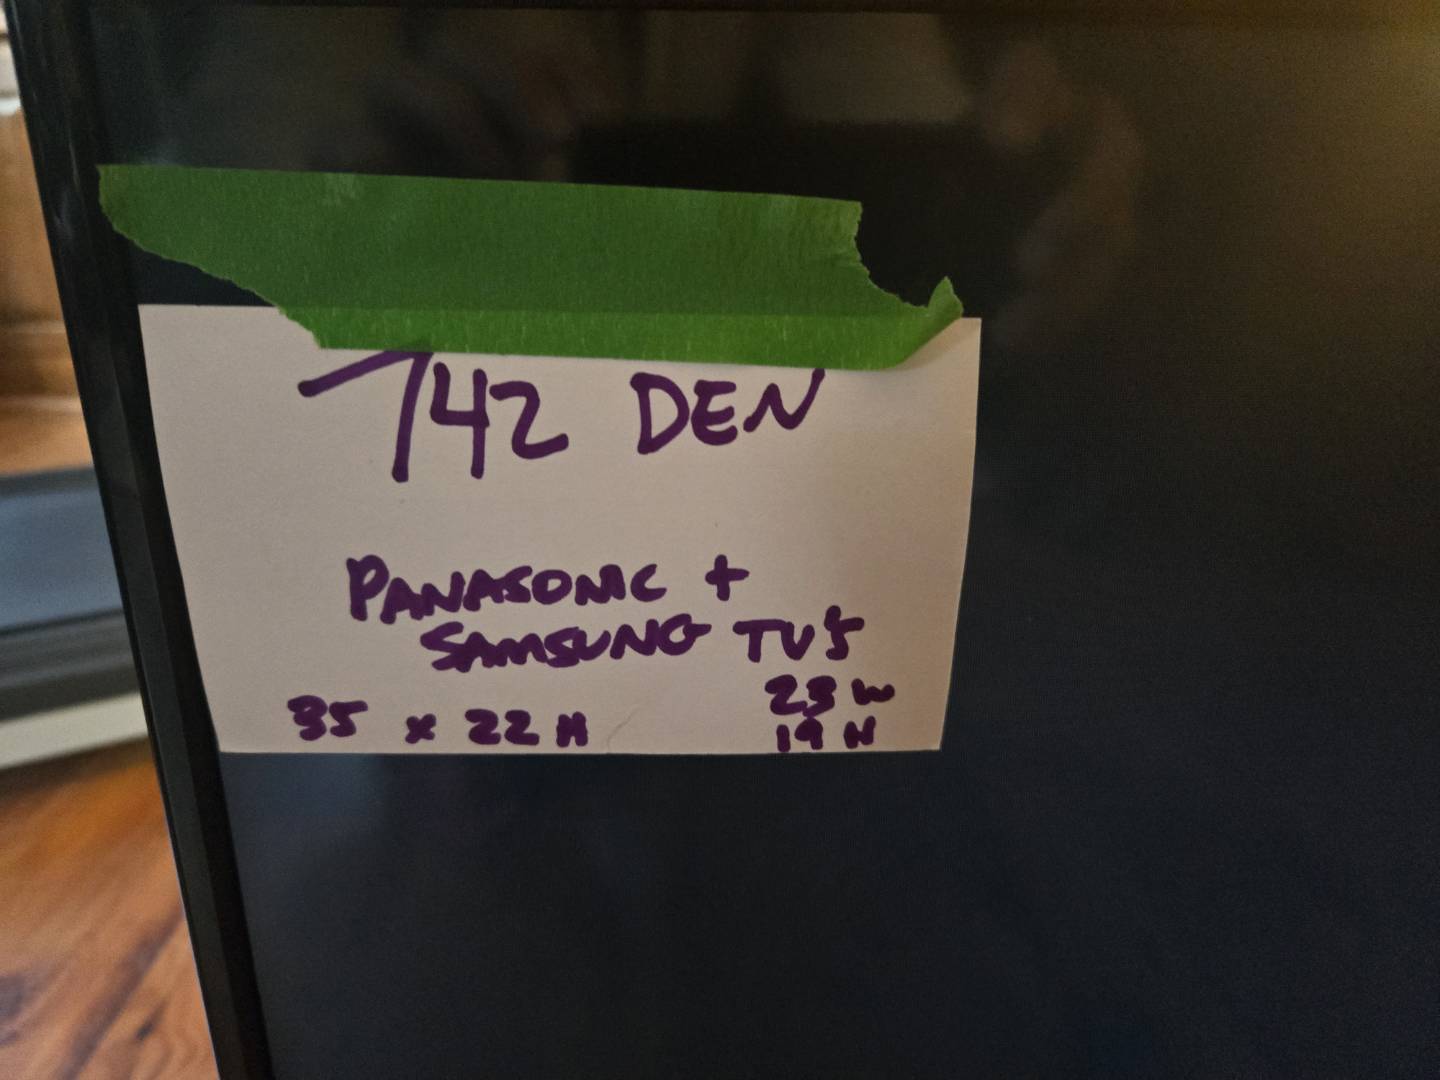 742 DEN
PANASONIC +
SAMSUNG TV'S
35 x 22 H
23 W
19 H